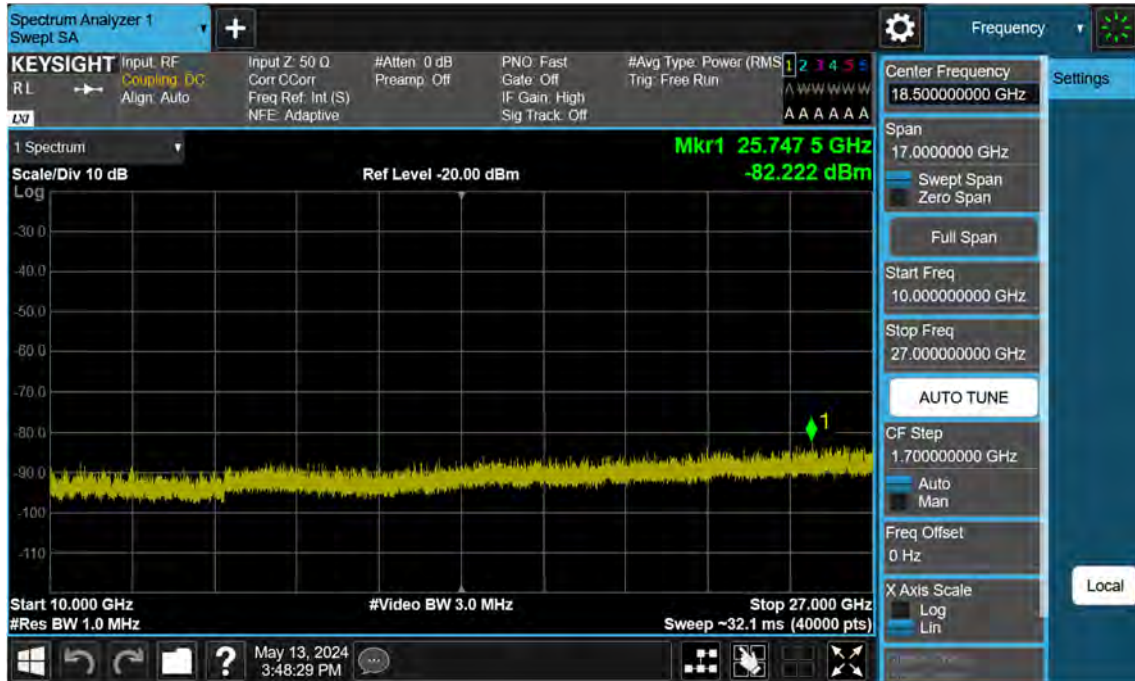 Spectrum Analyzer 1
Swept SA
+
Frequency
KEYSIGHT
RL
LXI
Input: RF
Coupling: DC
Align: Auto
Input Z: 50 Ω
Corr CCorr
Freq Ref: Int (S)
NFE: Adaptive
#Atten: 0 dB
Preamp: Off
PNO: Fast
Gate: Off
IF Gain: High
Sig Track: Off
#Avg Type: Power (RMS
Trig: Free Run
1 2 3 4 5 6
A W W W W W
A A A A A A
1 Spectrum
Mkr1 25.747 5 GHz
-82.222 dBm
Scale/Div 10 dB
Ref Level -20.00 dBm
Log
-30.0
-40.0
-50.0
-60.0
-70.0
-80.0
-90.0
-100
-110
1
Start 10.000 GHz
#Video BW 3.0 MHz
Stop 27.000 GHz
#Res BW 1.0 MHz
Sweep ~32.1 ms (40000 pts)
Center Frequency
18.500000000 GHz
Settings
Span
17.0000000 GHz
Swept Span
Zero Span
Full Span
Start Freq
10.000000000 GHz
Stop Freq
27.000000000 GHz
AUTO TUNE
CF Step
1.700000000 GHz
Auto
Man
Freq Offset
0 Hz
X Axis Scale
Log
Lin
Local
?
May 13, 2024
3:48:29 PM